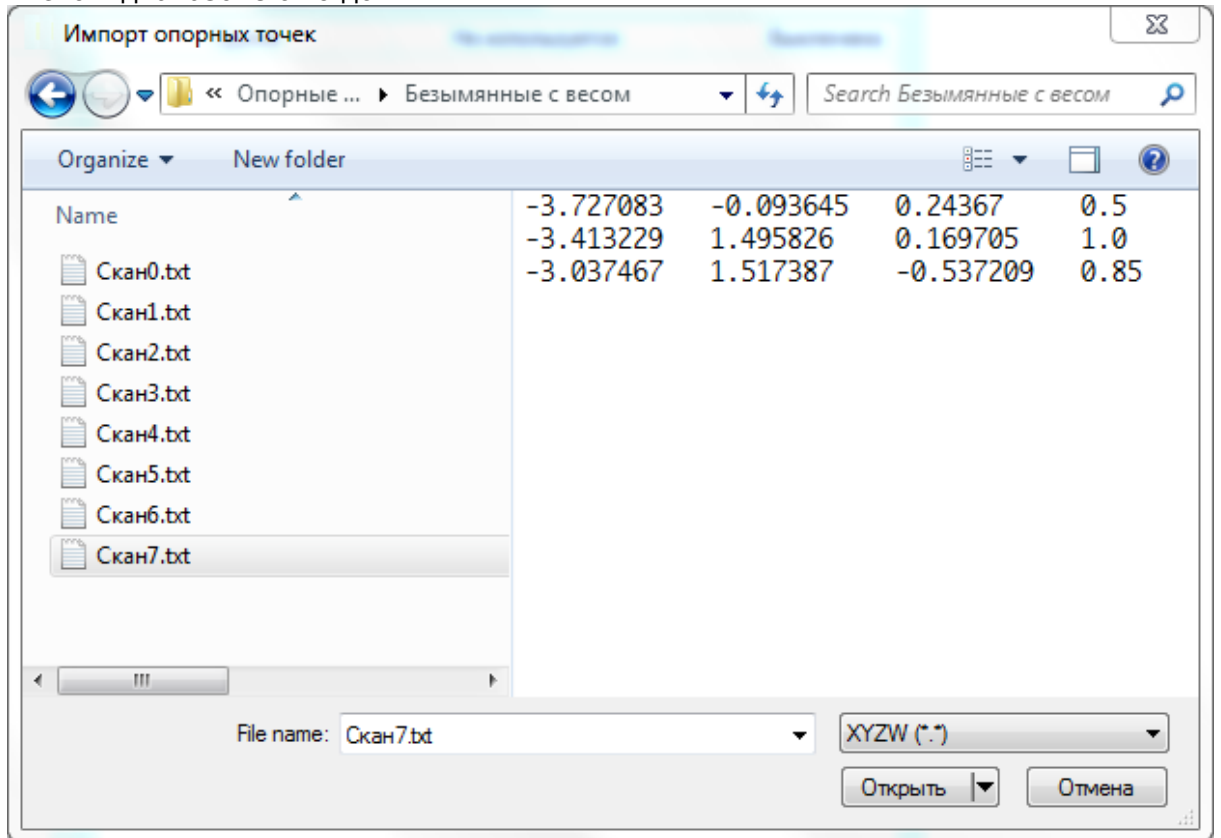 Импорт опорных точек
« Опорные ... Безымянные с весом Search Безымянные с весом
Organize New folder
Name
Скан0.txt
Скан1.txt
Скан2.txt
Скан3.txt
Скан4.txt
Скан5.txt
Скан6.txt
Скан7.txt
-3.727083 -0.093645 0.24367 0.5
-3.413229 1.495826 0.169705 1.0
-3.037467 1.517387 -0.537209 0.85
File name: Скан7.txt XYZW (*.*)
Открыть Отмена